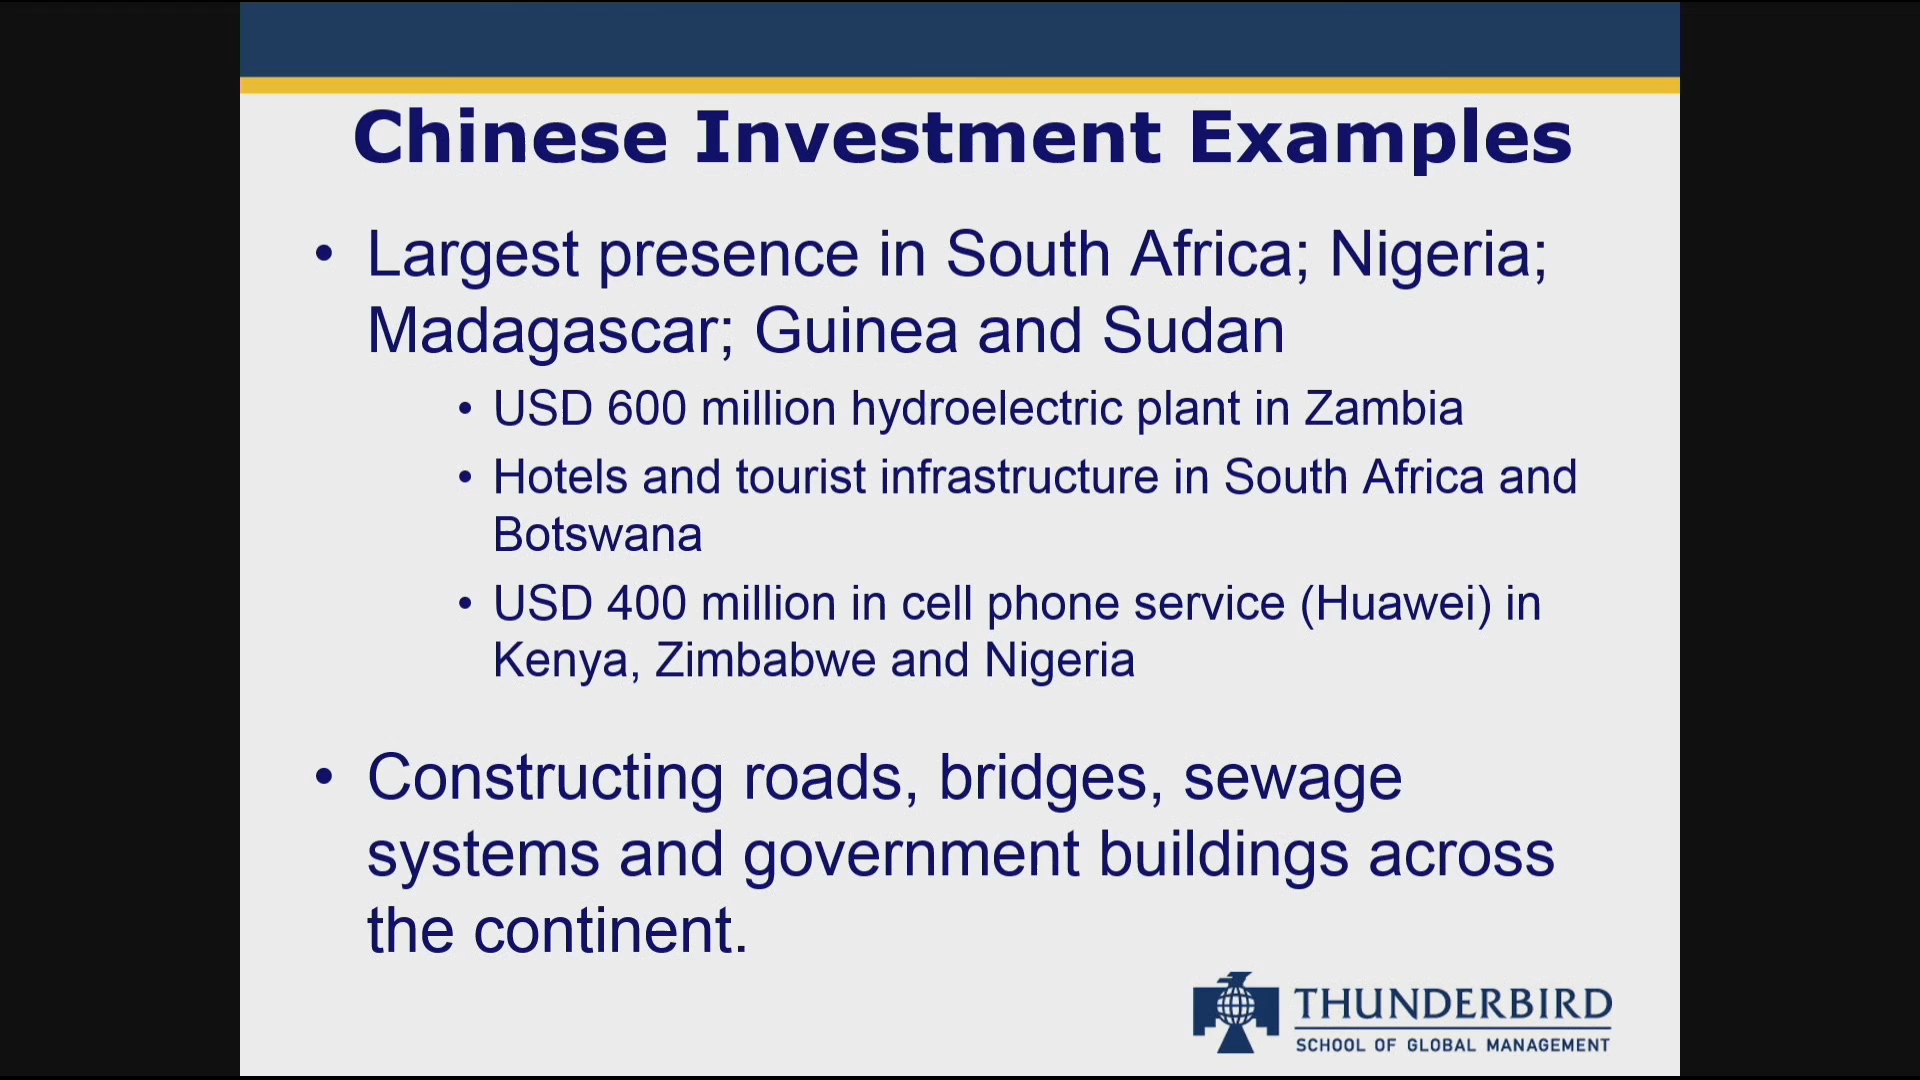 Chinese Investment Examples
• Largest presence in South Africa; Nigeria;
Madagascar; Guinea and Sudan
• USD 600 million hydroelectric plant in Zambia
• Hotels and tourist infrastructure in South Africa and
Botswana
• USD 400 million in cell phone service (Huawei) in
Kenya, Zimbabwe and Nigeria
• Constructing roads, bridges, sewage
systems and government buildings across
the continent.
THUNDERBIRD
SCHOOL OF GLOBAL MANAGEMENT